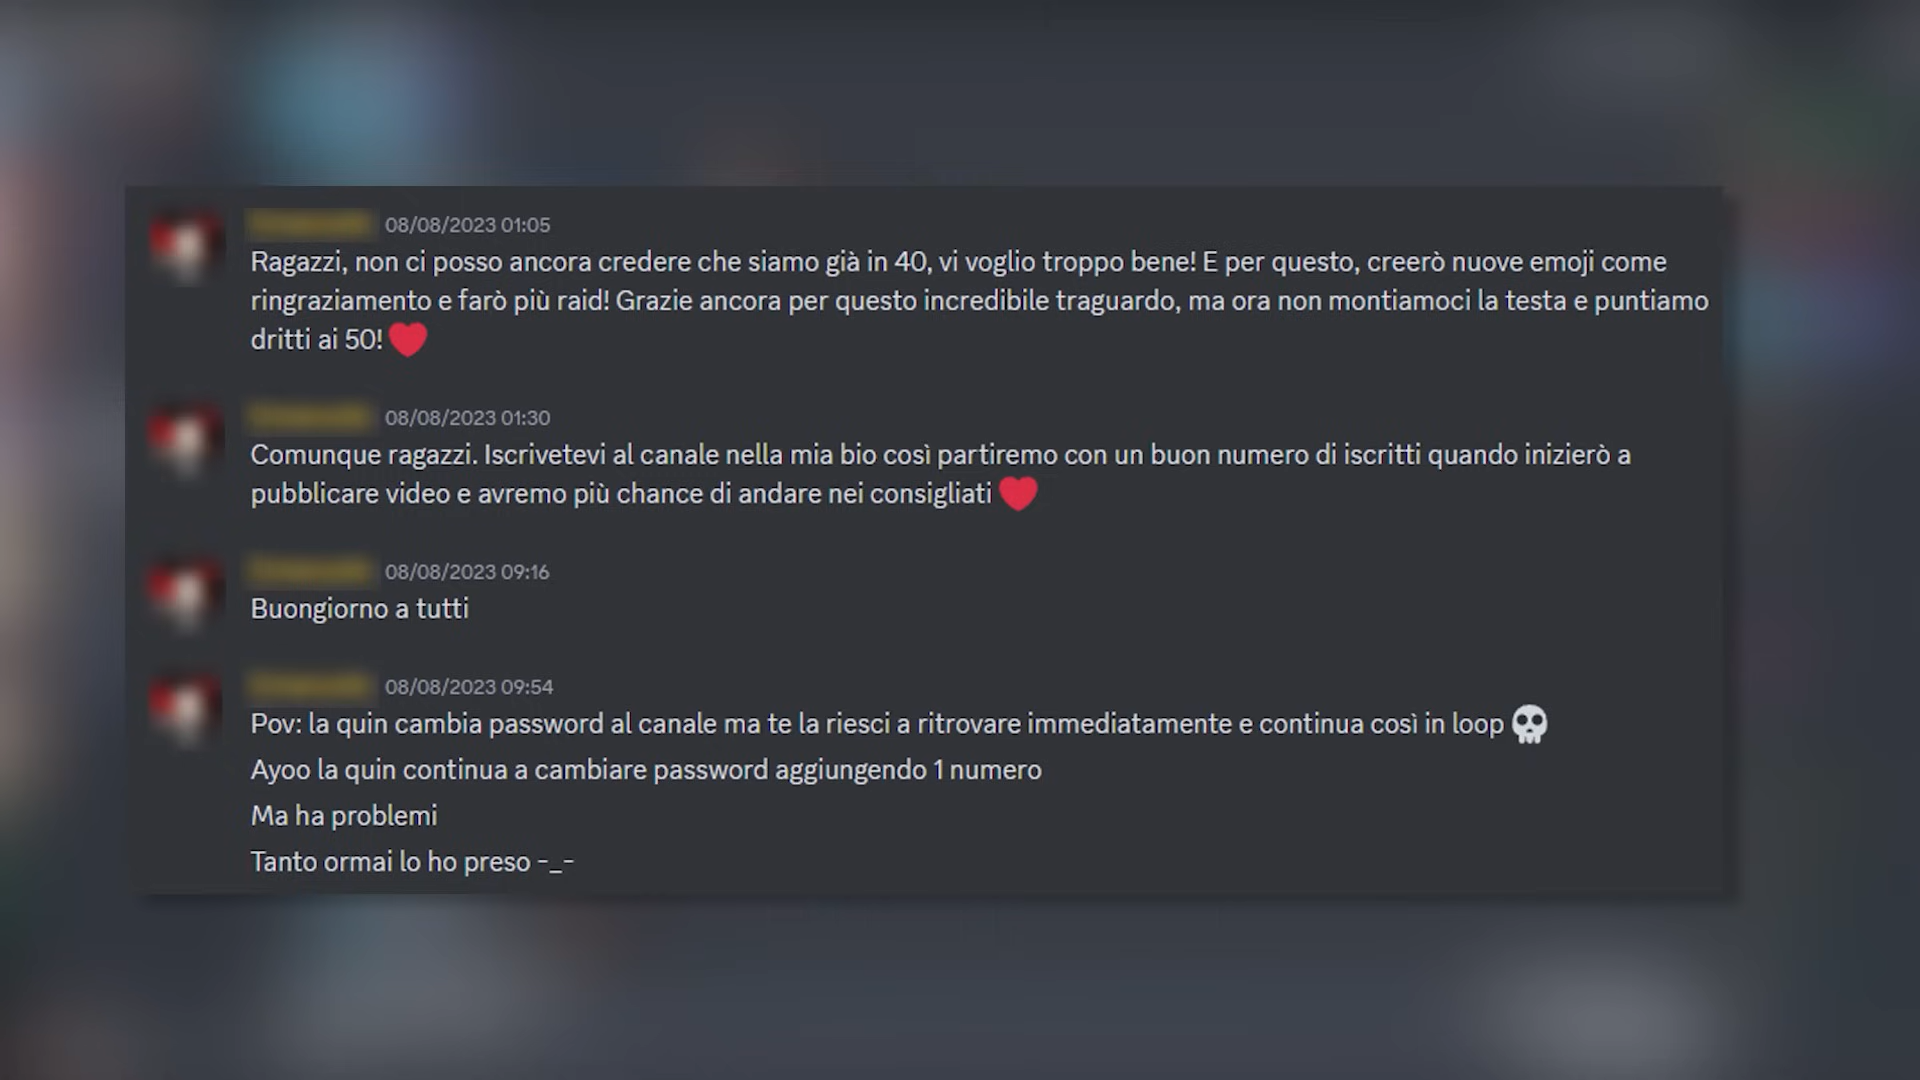 08/08/2023 01:05
Ragazzi, non ci posso ancora credere che siamo già in 40, vi voglio troppo bene! E per questo, creerò nuove emoji come
ringraziamento e farò più raid! Grazie ancora per questo incredibile traguardo, ma ora non montiamoci la testa e puntiamo
dritti ai 50! ❤️
08/08/2023 01:30
Comunque ragazzi. Iscrivetevi al canale nella mia bio così partiremo con un buon numero di iscritti quando inizierò a
pubblicare video e avremo più chance di andare nei consigliati ❤️
08/08/2023 09:16
Buongiorno a tutti
08/08/2023 09:54
Pov: la quin cambia password al canale ma te la riesci a ritrovare immediatamente e continua così in loop 💀
Ayoo la quin continua a cambiare password aggiungendo 1 numero
Ma ha problemi
Tanto ormai lo ho preso -_-